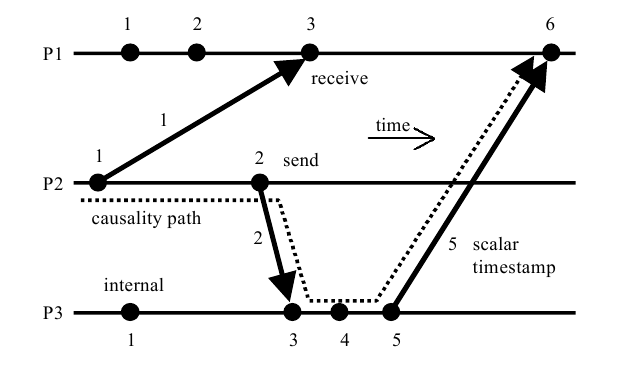 1 2 3 6
P1
receive
1
time
1 2 send
P2
causality path
2
5 scalar
timestamp
internal
P3
1 3 4 5